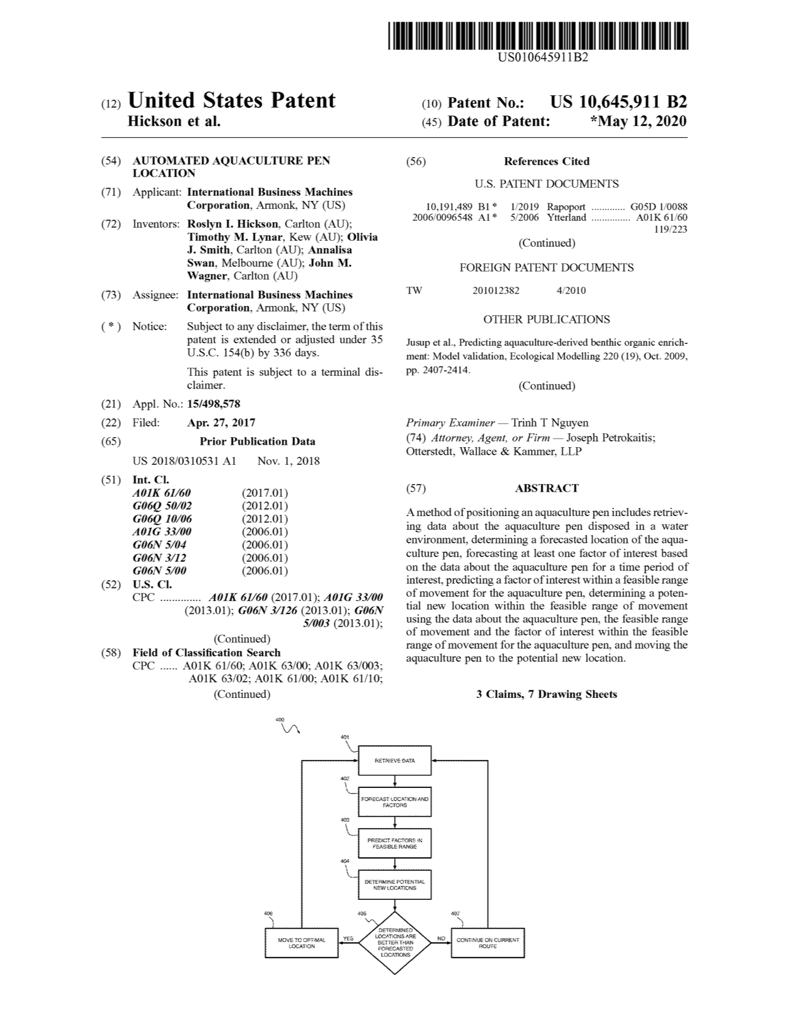 US010645911B2
(12) United States Patent
Hickson et al.
(10) Patent No.: US 10,645,911 B2
(45) Date of Patent: *May 12, 2020
(54) AUTOMATED AQUACULTURE PEN
LOCATION
(71) Applicant: International Business Machines
Corporation, Armonk, NY (US)
(72) Inventors: Roslyn I. Hickson, Carlton (AU);
Timothy M. Lynar, Kew (AU); Olivia
J. Smith, Carlton (AU); Annalisa
Swan, Melbourne (AU); John M.
Wagner, Carlton (AU)
(73) Assignee: International Business Machines
Corporation, Armonk, NY (US)
( * ) Notice: Subject to any disclaimer, the term of this
patent is extended or adjusted under 35
U.S.C. 154(b) by 336 days.
This patent is subject to a terminal dis-
claimer.
(21) Appl. No.: 15/498,578
(22) Filed: Apr. 27, 2017
(65) Prior Publication Data
US 2018/0310531 A1 Nov. 1, 2018
(51) Int. Cl.
A01K 61/60 (2017.01)
G06Q 50/02 (2012.01)
G06Q 10/06 (2012.01)
A01G 33/00 (2006.01)
G06N 5/04 (2006.01)
G06N 3/12 (2006.01)
G06N 5/00 (2006.01)
(52) U.S. Cl.
CPC .............. A01K 61/60 (2017.01); A01G 33/00
(2013.01); G06N 3/126 (2013.01); G06N
5/003 (2013.01);
(Continued)
(58) Field of Classification Search
CPC ...... A01K 61/60; A01K 63/00; A01K 63/003;
A01K 63/02; A01K 61/00; A01K 61/10;
(Continued)
(56) References Cited
U.S. PATENT DOCUMENTS
10,191,489 B1 * 1/2019 Rapoport ............. G05D 1/0088
2006/0096548 A1 * 5/2006 Ytterland ............... A01K 61/60
119/223
(Continued)
FOREIGN PATENT DOCUMENTS
TW 201012382 4/2010
OTHER PUBLICATIONS
Jusup et al., Predicting aquaculture-derived benthic organic enrich-
ment: Model validation, Ecological Modelling 220 (19), Oct. 2009,
pp. 2407-2414.
(Continued)
Primary Examiner — Trinh T Nguyen
(74) Attorney, Agent, or Firm — Joseph Petrokaitis;
Otterstedt, Wallace & Kammer, LLP
(57) ABSTRACT
A method of positioning an aquaculture pen includes retriev-
ing data about the aquaculture pen disposed in a water
environment, determining a forecasted location of the aqua-
culture pen, forecasting at least one factor of interest based
on the data about the aquaculture pen for a time period of
interest, predicting a factor of interest within a feasible range
of movement for the aquaculture pen, determining a poten-
tial new location within the feasible range of movement
using the data about the aquaculture pen, the feasible range
of movement and the factor of interest within the feasible
range of movement for the aquaculture pen, and moving the
aquaculture pen to the potential new location.
3 Claims, 7 Drawing Sheets
400
401
RETRIEVE DATA
402
FORECAST LOCATION AND
FACTORS
403
PREDICT FACTORS IN
FEASIBLE RANGE
404
DETERMINE POTENTIAL
NEW LOCATIONS
405
DETERMINED
LOCATIONS ARE
BETTER THAN
FORECASTED
LOCATIONS
406
MOVE TO OPTIMAL
LOCATION
YES
NO
407
CONTINUE ON CURRENT
ROUTE